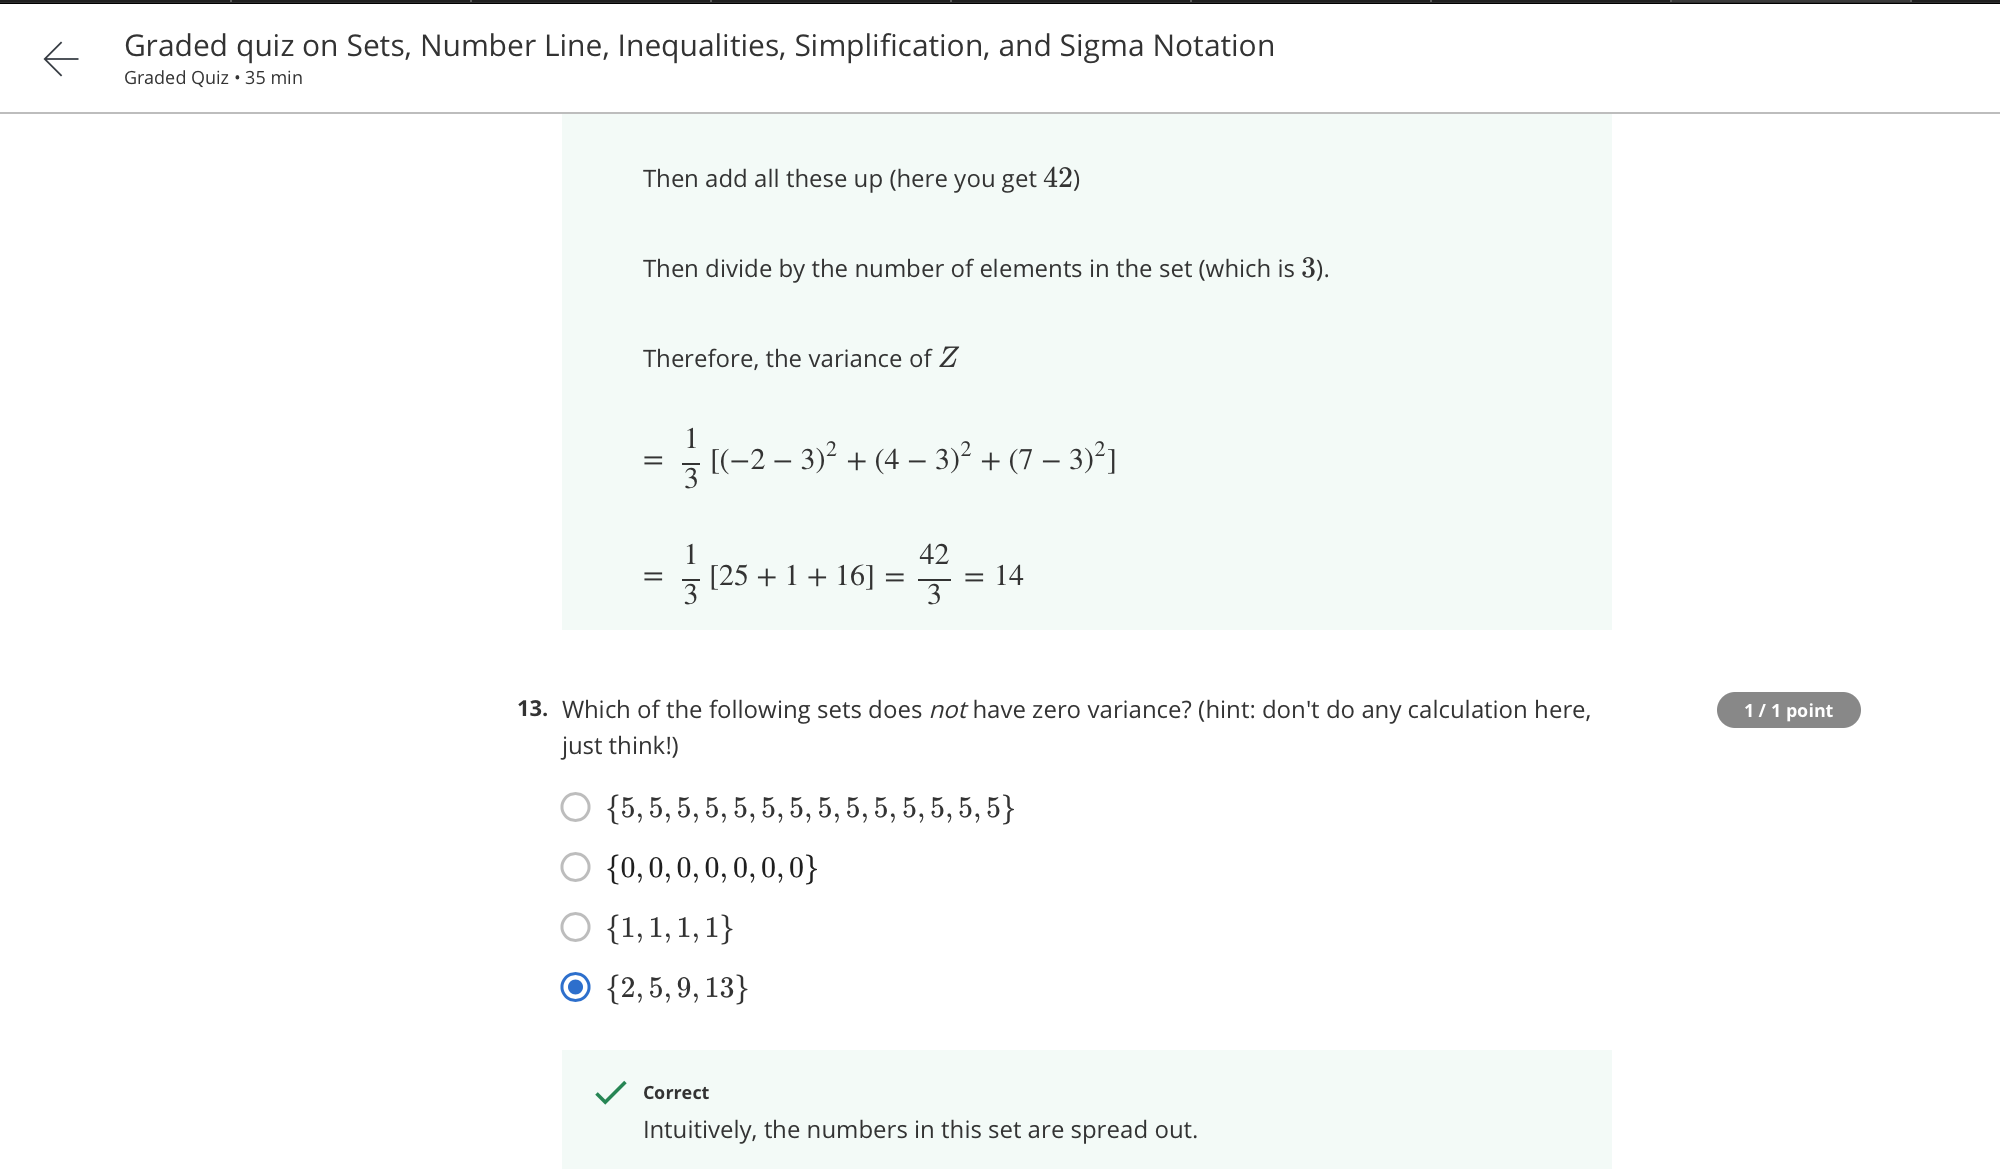 Graded quiz on Sets, Number Line, Inequalities, Simplification, and Sigma Notation
Graded Quiz • 35 min
Then add all these up (here you get 42)
Then divide by the number of elements in the set (which is 3).
Therefore, the variance of Z
= 1/3 [(−2 − 3)² + (4 − 3)² + (7 − 3)²]
= 1/3 [25 + 1 + 16] = 42/3 = 14
13. Which of the following sets does not have zero variance? (hint: don't do any calculation here,
just think!)
1 / 1 point
{5, 5, 5, 5, 5, 5, 5, 5, 5, 5, 5, 5, 5, 5}
{0, 0, 0, 0, 0, 0, 0}
{1, 1, 1, 1}
{2, 5, 9, 13}
Correct
Intuitively, the numbers in this set are spread out.